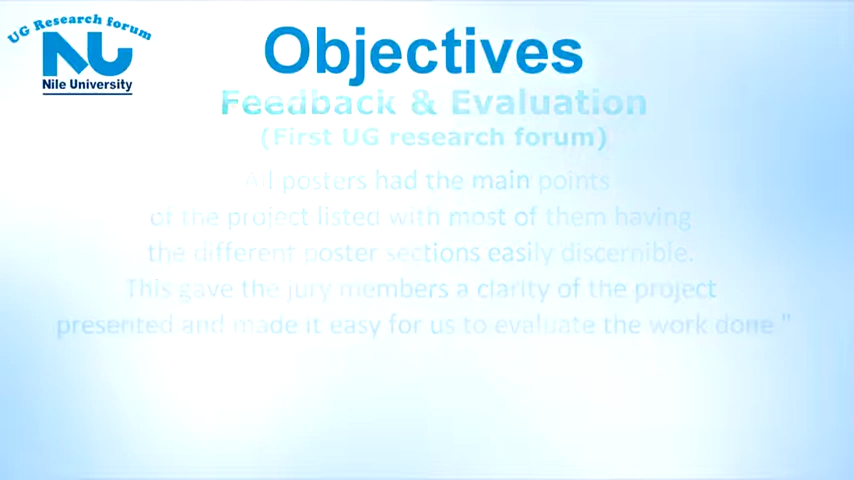 UG Research forum
NU
Nile University
Objectives
Feedback & Evaluation
(First UG research forum)
All posters had the main points
of the project listed with most of them having
the different poster sections easily discernible.
This gave the jury members a clarity of the project
presented and made it easy for us to evaluate the work done "